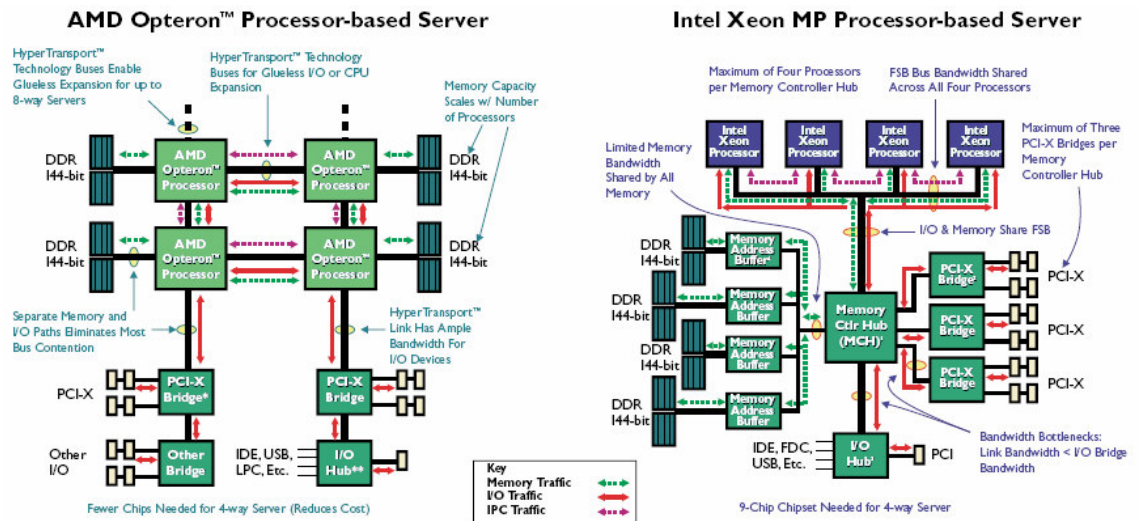 AMD Opteron™ Processor-based Server
HyperTransport™
Technology Buses Enable
Glueless Expansion for up to
8-way Servers
HyperTransport™ Technology
Buses for Glueless I/O or CPU
Expansion
Memory Capacity
Scales w/ Number
of Processors
DDR
144-bit
AMD
Opteron™
Processor
AMD
Opteron™
Processor
DDR
144-bit
DDR
144-bit
AMD
Opteron™
Processor
AMD
Opteron™
Processor
DDR
144-bit
Separate Memory and
I/O Paths Eliminates Most
Bus Contention
HyperTransport™
Link Has Ample
Bandwidth For
I/O Devices
PCI-X
PCI-X
Bridge*
PCI-X
Bridge
Other
I/O
Other
Bridge
IDE, USB,
LPC, Etc.
I/O
Hub**
Fewer Chips Needed for 4-way Server (Reduces Cost)
Key
Memory Traffic
I/O Traffic
IPC Traffic
Intel Xeon MP Processor-based Server
Maximum of Four Processors
per Memory Controller Hub
FSB Bus Bandwidth Shared
Across All Four Processors
Intel
Xeon
Processor
Intel
Xeon
Processor
Intel
Xeon
Processor
Intel
Xeon
Processor
Maximum of Three
PCI-X Bridges per
Memory
Controller Hub
Limited Memory
Bandwidth
Shared by All
Memory
I/O & Memory Share FSB
DDR
144-bit
Memory
Address
Buffer¹
DDR
144-bit
Memory
Address
Buffer
DDR
144-bit
Memory
Address
Buffer
DDR
144-bit
Memory
Address
Buffer
Memory
Ctlr Hub
(MCH)¹
PCI-X
Bridge
PCI-X
PCI-X
Bridge
PCI-X
PCI-X
Bridge
PCI-X
IDE, FDC,
USB, Etc.
I/O
Hub
PCI
Bandwidth Bottlenecks:
Link Bandwidth < I/O Bridge
Bandwidth
9-Chip Chipset Needed for 4-way Server